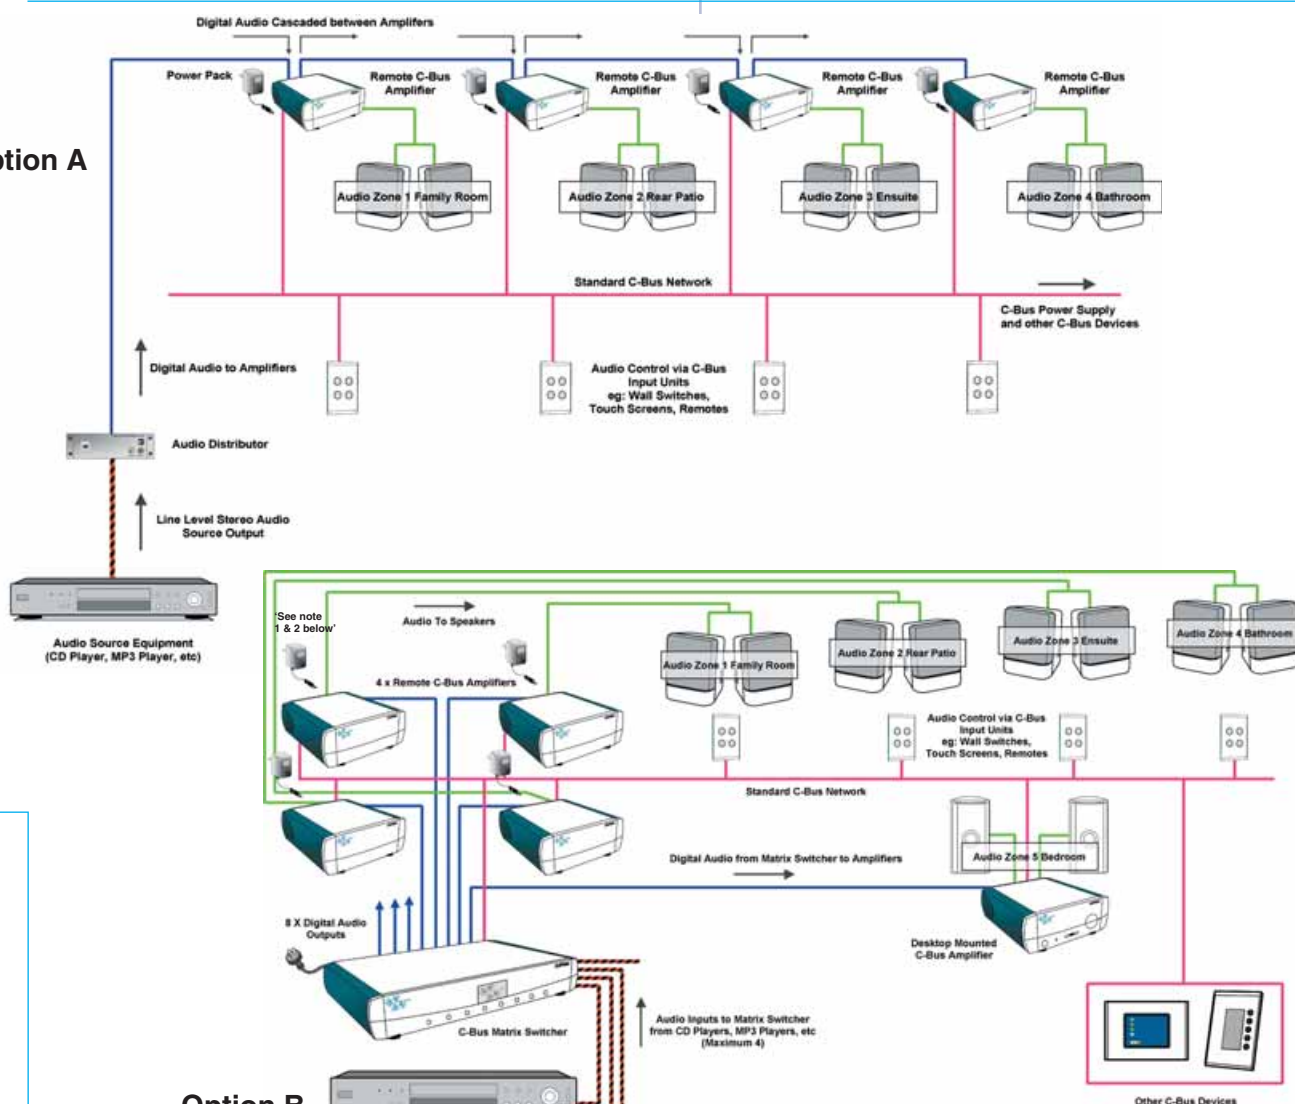 Digital Audio Cascaded between Amplifers
Power Pack
Remote C-Bus
Amplifier
Remote C-Bus
Amplifier
Remote C-Bus
Amplifier
Remote C-Bus
Amplifier
ption A
Audio Zone 1 Family Room
Audio Zone 2 Rear Patio
Audio Zone 3 Ensuite
Audio Zone 4 Bathroom
Standard C-Bus Network
C-Bus Power Supply
and other C-Bus Devices
Digital Audio to Amplifiers
Audio Control via C-Bus
Input Units
eg: Wall Switches,
Touch Screens, Remotes
Audio Distributor
Line Level Stereo Audio
Source Output
Audio Source Equipment
(CD Player, MP3 Player, etc)
'See note
1 & 2 below'
Audio To Speakers
4 x Remote C-Bus Amplifiers
Audio Zone 1 Family Room
Audio Zone 2 Rear Patio
Audio Zone 3 Ensuite
Audio Zone 4 Bathroom
Audio Control via C-Bus
Input Units
eg: Wall Switches,
Touch Screens, Remotes
Standard C-Bus Network
Digital Audio from Matrix Switcher to Amplifiers
Audio Zone 5 Bedroom
8 X Digital Audio
Outputs
Desktop Mounted
C-Bus Amplifier
C-Bus Matrix Switcher
Audio Inputs to Matrix Switcher
from CD Players, MP3 Players, etc
(Maximum 4)
Option B
Other C-Bus Devices